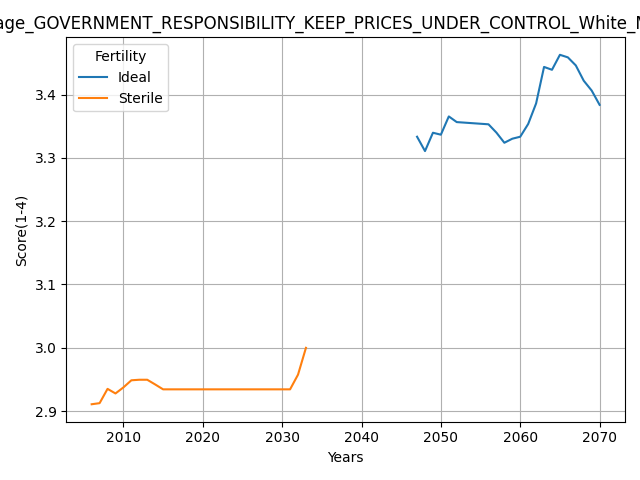 age_GOVERNMENT_RESPONSIBILITY_KEEP_PRICES_UNDER_CONTROL_White_
Fertility
Ideal
Sterile
Score(1-4)
3.4
3.3
3.2
3.1
3.0
2.9
2010 2020 2030 2040 2050 2060 2070
Years